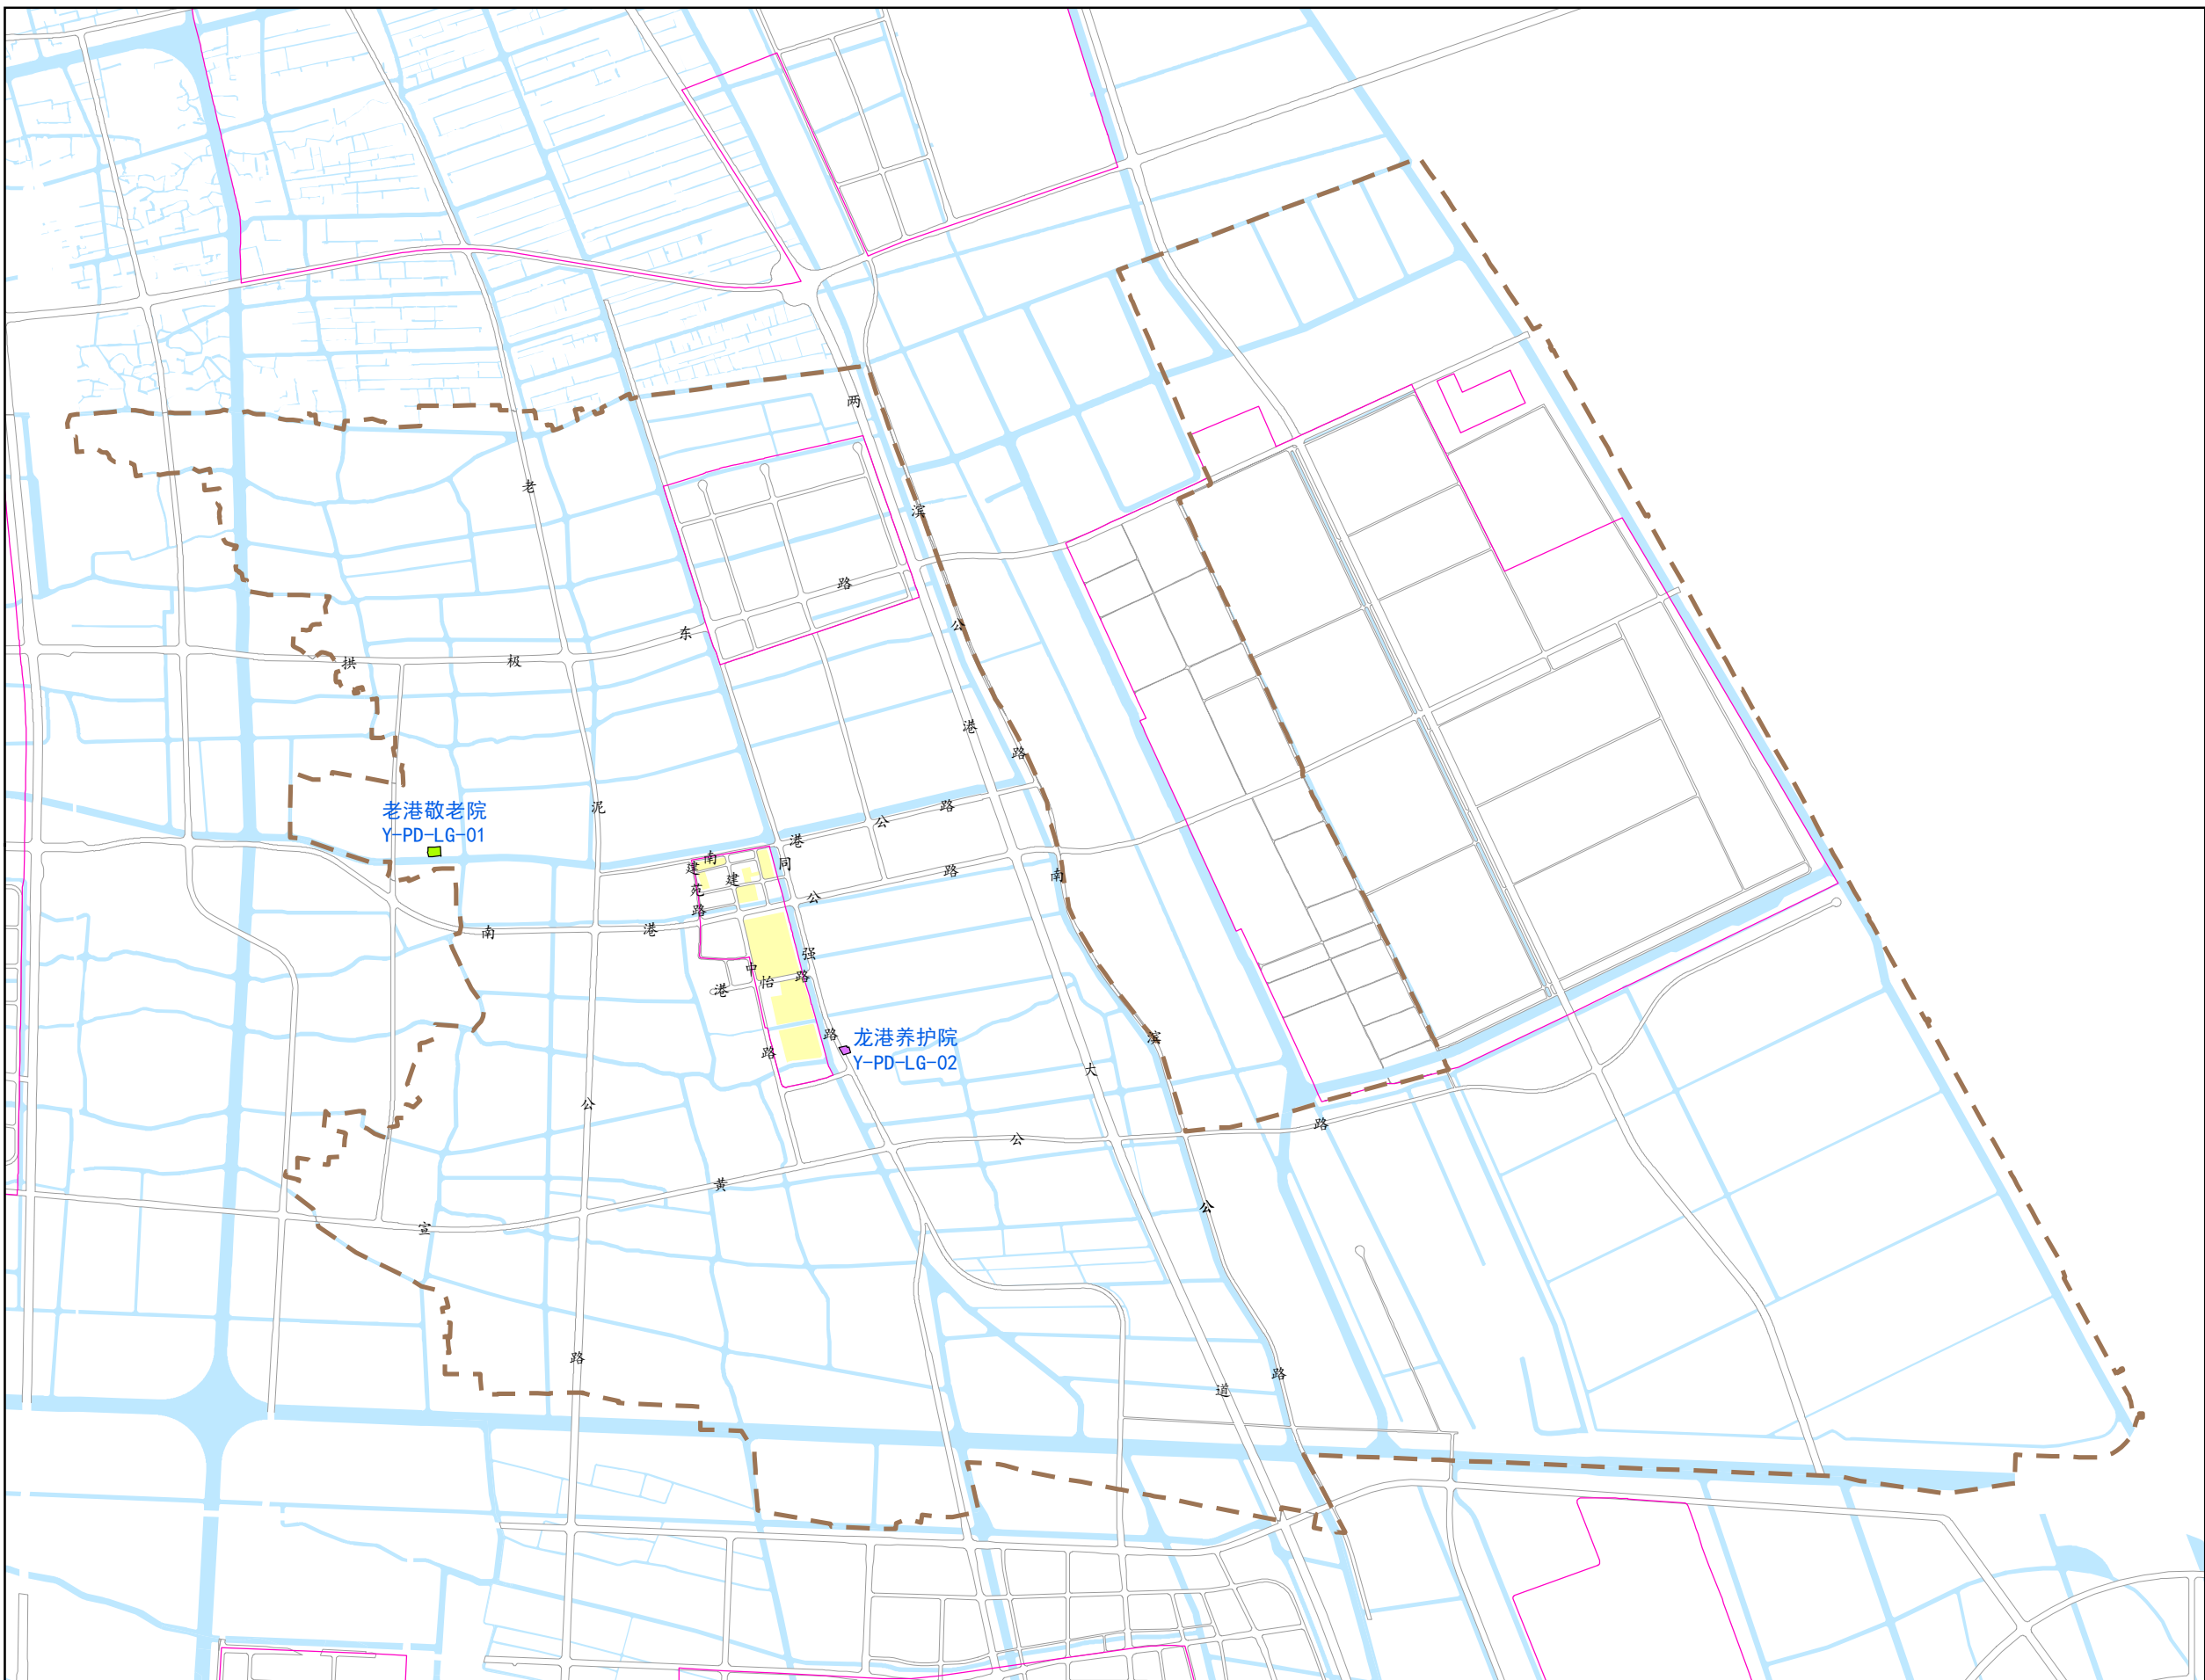 两港大道
滨公路
南滨公路
老泥公路
拱极东路
老港敬老院
Y-PD-LG-01
南港公路
南港公路
建苑路
建中路
同强路
港怡路
龙港养护院
Y-PD-LG-02
宣黄公路